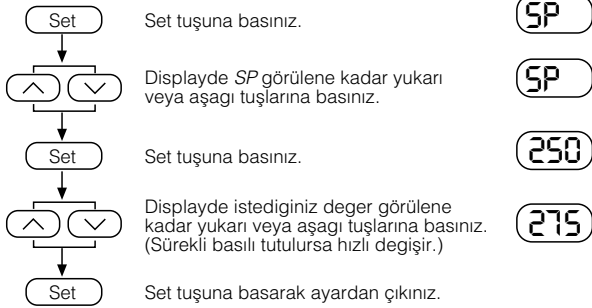 Set
Set tuşuna basınız.
SP
Displayde SP görülene kadar yukarı
veya aşagı tuşlarına basınız.
SP
Set
Set tuşuna basınız.
250
Displayde istediginiz deger görülene
kadar yukarı veya aşagı tuşlarına basınız.
(Sürekli basılı tutulursa hızlı degişir.)
275
Set
Set tuşuna basarak ayardan çıkınız.